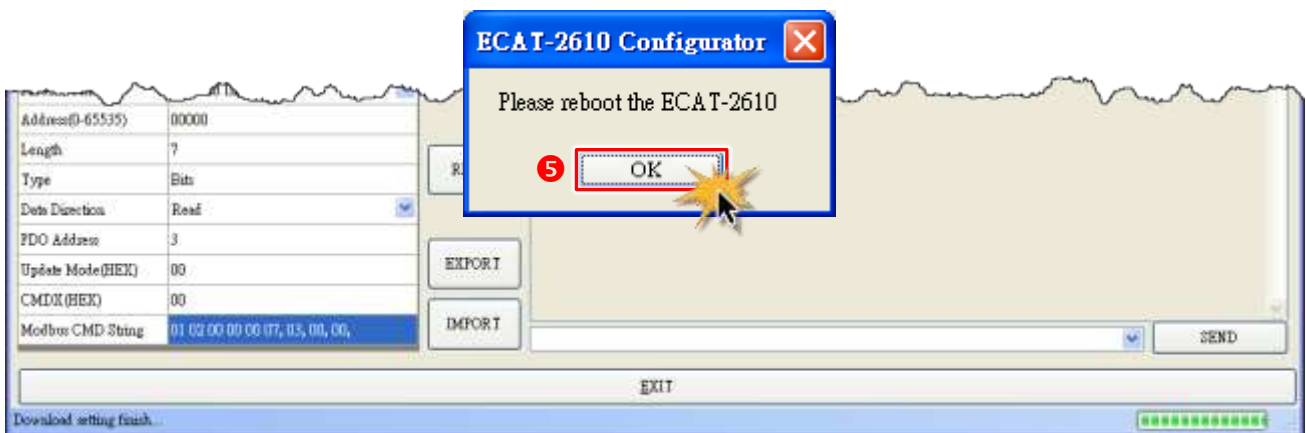 ECAT-2610 Configurator
Please reboot the ECAT-2610
❺
OK
Address(0-65535) 00000
Length 7
Type Bits
Data Direction Read
PDO Address 3
Update Mode(HEX) 00
CMDX(HEX) 00
Modbus CMD String 01 02 00 00 00 07, 03, 00, 00,
EXPORT
IMPORT
SEND
EXIT
Download setting finish...